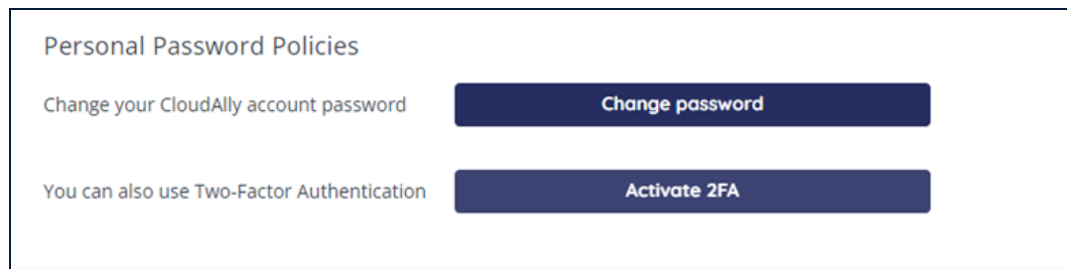 Personal Password Policies
Change your CloudAlly account password
Change password
You can also use Two-Factor Authentication
Activate 2FA